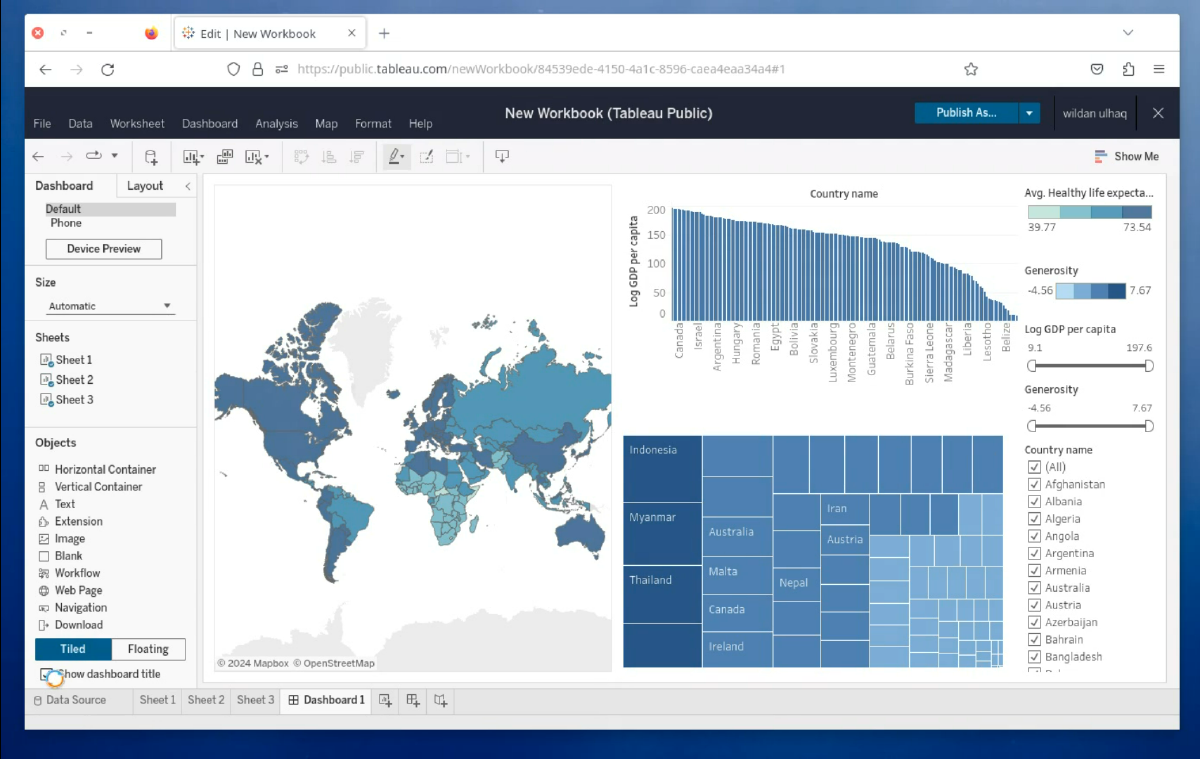 Edit | New Workbook
https://public.tableau.com/newWorkbook/84539ede-4150-4a1c-8596-caea4eaa34a4#1
New Workbook (Tableau Public)
Publish As...
wildan ulhaq
File Data Worksheet Dashboard Analysis Map Format Help
Show Me
Dashboard Layout
Default
Phone
Device Preview
Size
Automatic
Sheets
Sheet 1
Sheet 2
Sheet 3
Objects
Horizontal Container
Vertical Container
Text
Extension
Image
Blank
Workflow
Web Page
Navigation
Download
Tiled Floating
Show dashboard title
© 2024 Mapbox © OpenStreetMap
Country name
Log GDP per capita
200
150
100
50
0
Canada
Israel
Argentina
Hungary
Romania
Egypt
Bolivia
Slovakia
Luxembourg
Montenegro
Guatemala
Belarus
Burkina Faso
Sierra Leone
Madagascar
Liberia
Lesotho
Belize
Indonesia
Myanmar
Thailand
Australia
Malta
Canada
Ireland
Nepal
Iran
Austria
Avg. Healthy life expecta...
39.77 73.54
Generosity
-4.56 7.67
Log GDP per capita
9.1 197.6
Generosity
-4.56 7.67
Country name
(All)
Afghanistan
Albania
Algeria
Angola
Argentina
Armenia
Australia
Austria
Azerbaijan
Bahrain
Bangladesh
Data Source Sheet 1 Sheet 2 Sheet 3 Dashboard 1